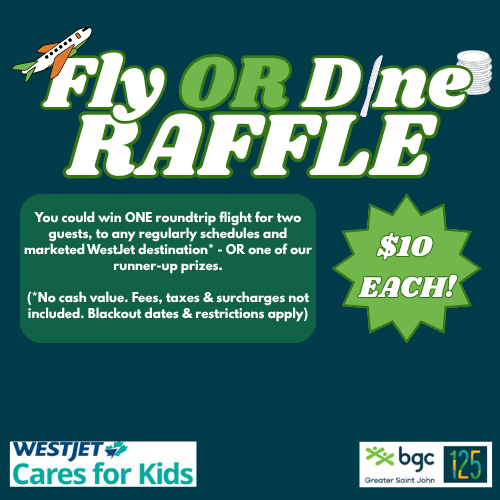 Fly OR Dine
RAFFLE
You could win ONE roundtrip flight for two
guests, to any regularly schedules and
marketed WestJet destination* - OR one of our
runner-up prizes.
(*No cash value. Fees, taxes & surcharges not
included. Blackout dates & restrictions apply)
$10
EACH!
WESTJET
Cares for Kids
bgc
Greater Saint John
125